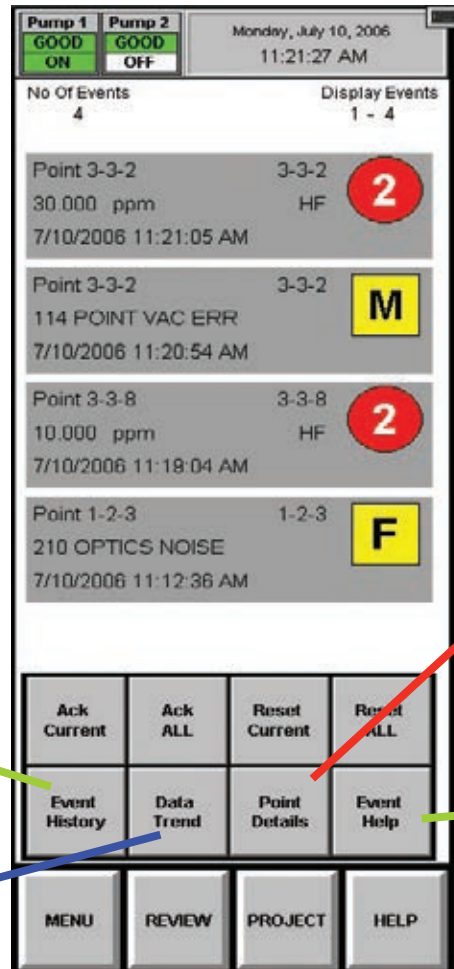 Pump 1 Pump 2
GOOD GOOD
ON OFF
Monday, July 10, 2006
11:21:27 AM
No Of Events
4
Display Events
1 - 4
Point 3-3-2 3-3-2
2
30.000 ppm HF
7/10/2006 11:21:05 AM
Point 3-3-2 3-3-2
M
114 POINT VAC ERR
7/10/2006 11:20:54 AM
Point 3-3-8 3-3-8
2
10.000 ppm HF
7/10/2006 11:19:04 AM
Point 1-2-3 1-2-3
F
210 OPTICS NOISE
7/10/2006 11:12:36 AM
Ack Current
Ack ALL
Reset Current
Reset ALL
Event History
Data Trend
Point Details
Event Help
MENU REVIEW PROJECT HELP